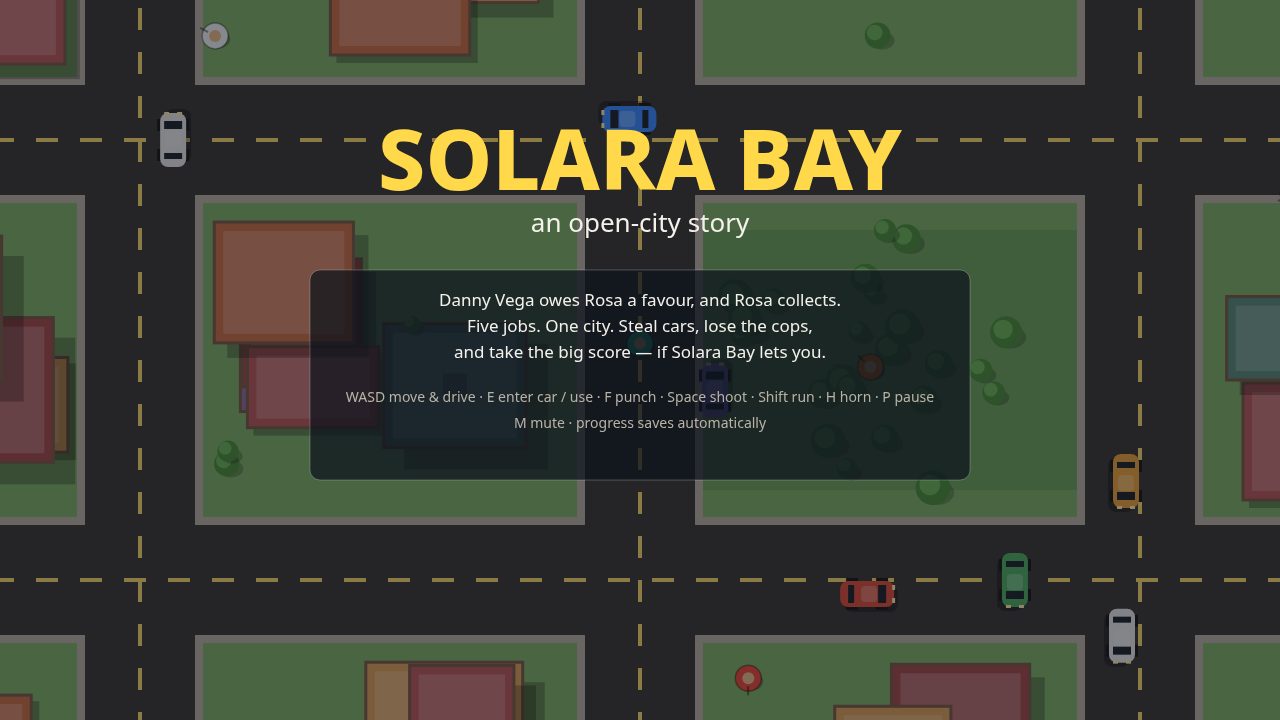 SOLARA BAY
an open-city story
Danny Vega owes Rosa a favour, and Rosa collects.
Five jobs. One city. Steal cars, lose the cops,
and take the big score — if Solara Bay lets you.
WASD move & drive · E enter car / use · F punch · Space shoot · Shift run · H horn · P pause
M mute · progress saves automatically